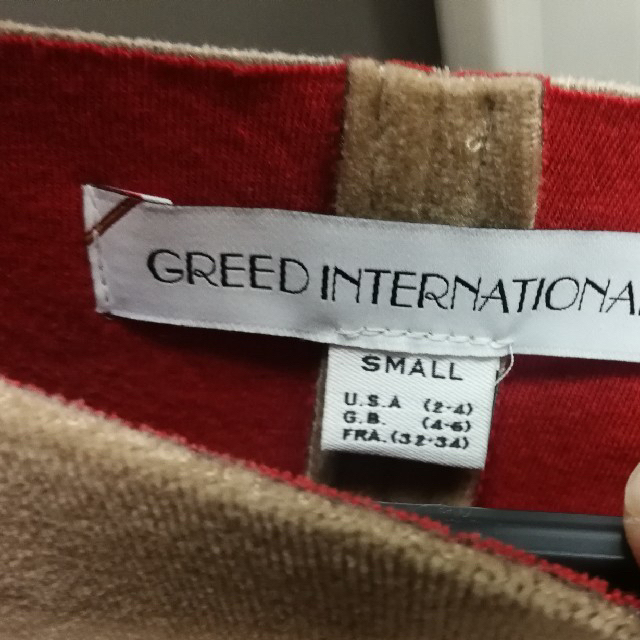 GREED INTERNATIONAL
SMALL
U.S.A (2-4)
G.B. (4-6)
FRA.(32-34)